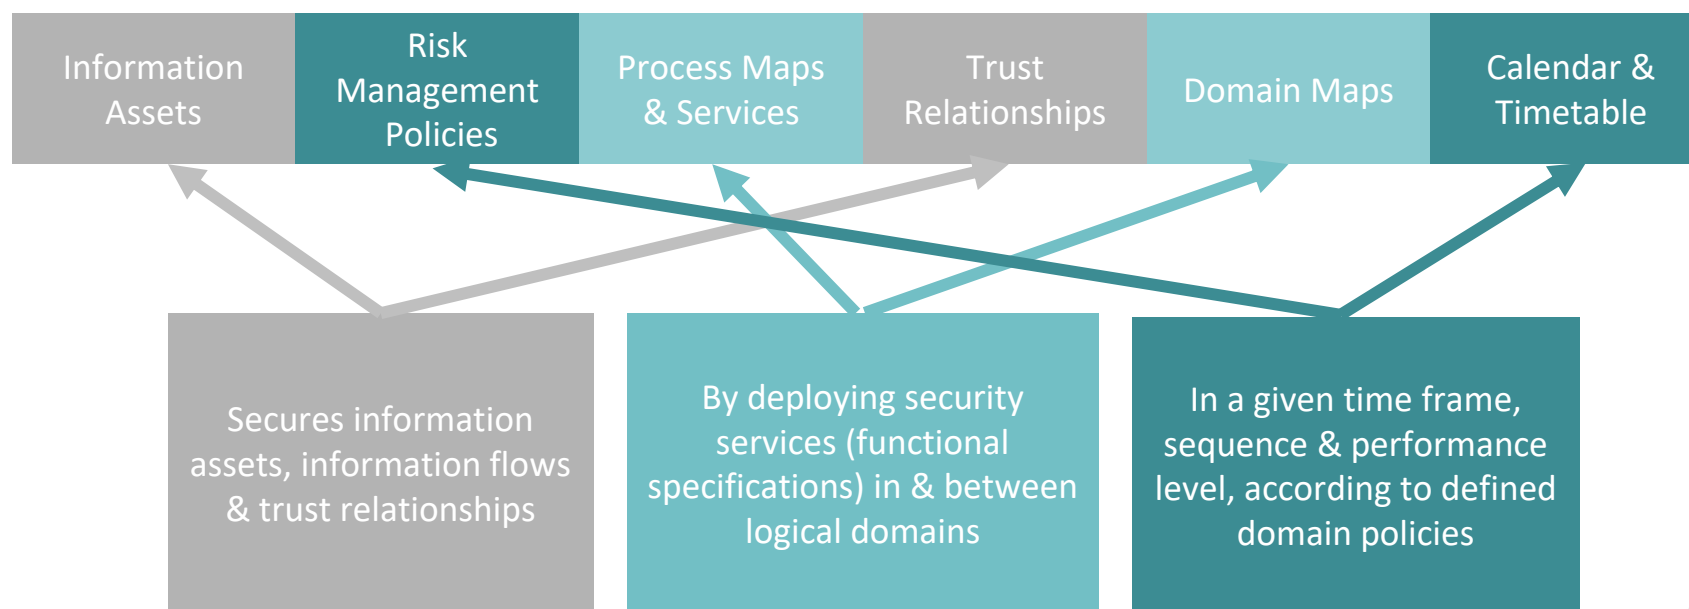 Information
Assets
Risk
Management
Policies
Process Maps
& Services
Trust
Relationships
Domain Maps
Calendar &
Timetable
Secures information
assets, information flows
& trust relationships
By deploying security
services (functional
specifications) in & between
logical domains
In a given time frame,
sequence & performance
level, according to defined
domain policies